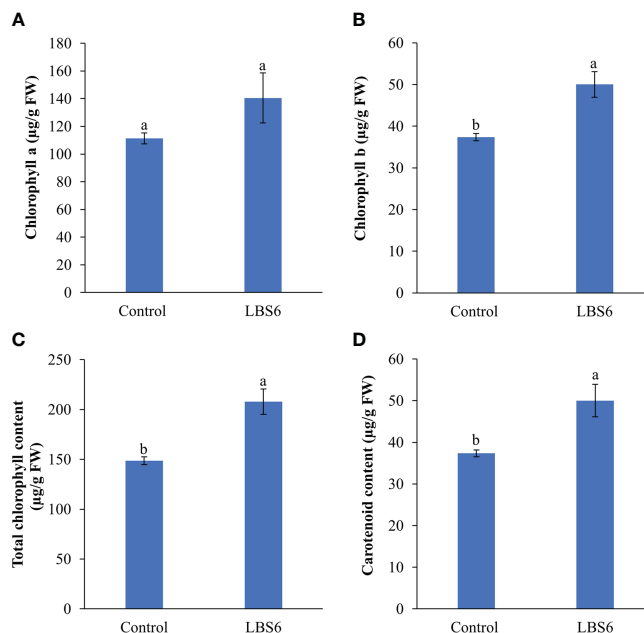 A
Chlorophyll a (µg/g FW)
180
160
140
120
100
80
60
40
20
0
a
a
Control
LBS6
B
Chlorophyll b (µg/g FW)
60
50
40
30
20
10
0
b
a
Control
LBS6
C
Total chlorophyll content
(µg/g FW)
250
200
150
100
50
0
b
a
Control
LBS6
D
Carotenoid content (µg/g FW)
60
50
40
30
20
10
0
b
a
Control
LBS6